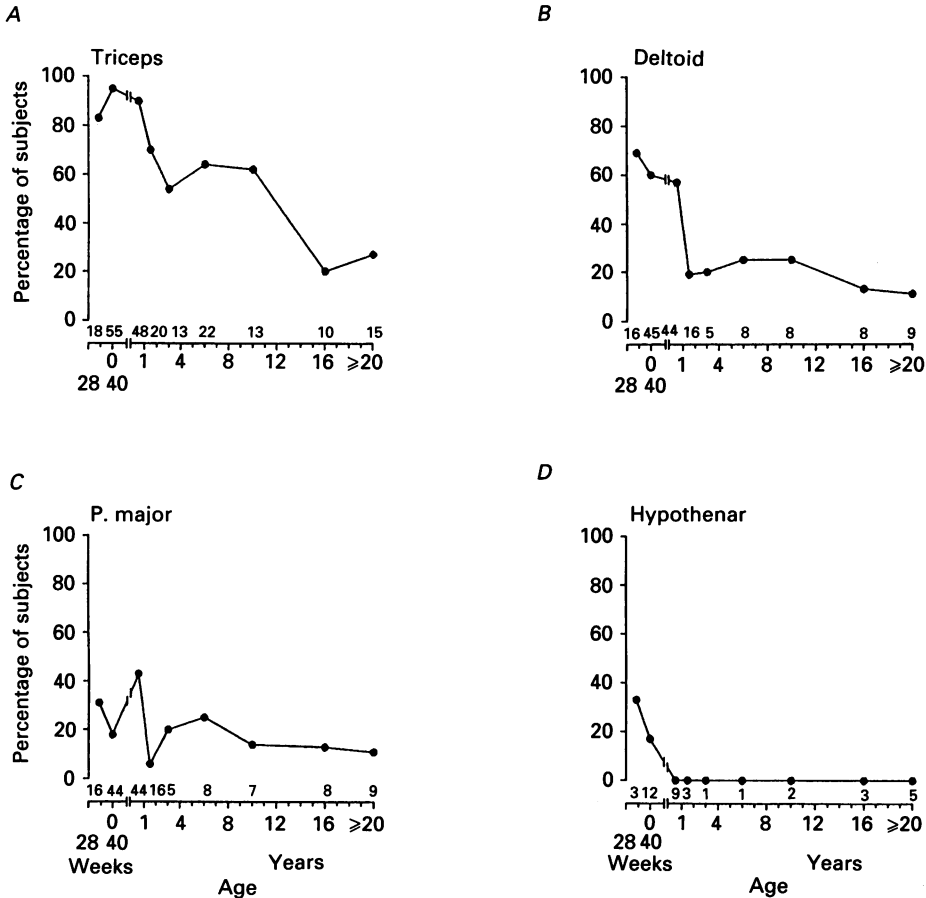 A
Triceps
Percentage of subjects
100
80
60
40
20
0
18 55 48 20 13 22 13 10 15
0 1 4 8 12 16 ≥20
28 40
B
Deltoid
100
80
60
40
20
0
16 45 44 16 5 8 8 8 9
0 1 4 8 12 16 ≥20
28 40
C
P. major
Percentage of subjects
100
80
60
40
20
0
16 44 44 16 5 8 7 8 9
0 1 4 8 12 16 ≥20
28 40
Weeks Years
Age
D
Hypothenar
100
80
60
40
20
0
3 12 9 3 1 1 2 3 5
0 1 4 8 12 16 ≥20
28 40
Weeks Years
Age